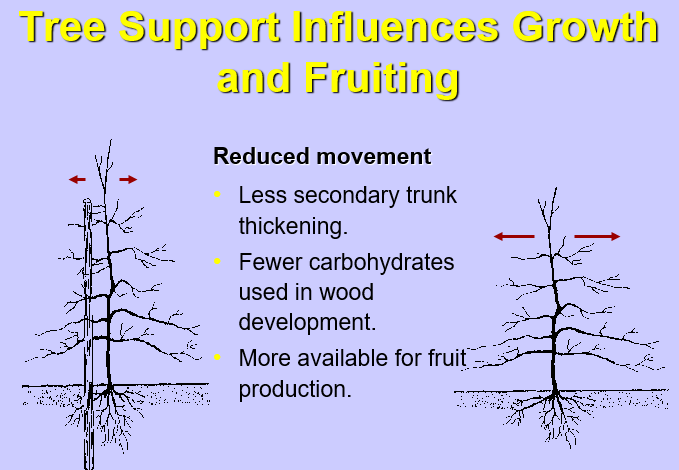 Tree Support Influences Growth
and Fruiting
Reduced movement
• Less secondary trunk
thickening.
• Fewer carbohydrates
used in wood
development.
• More available for fruit
production.